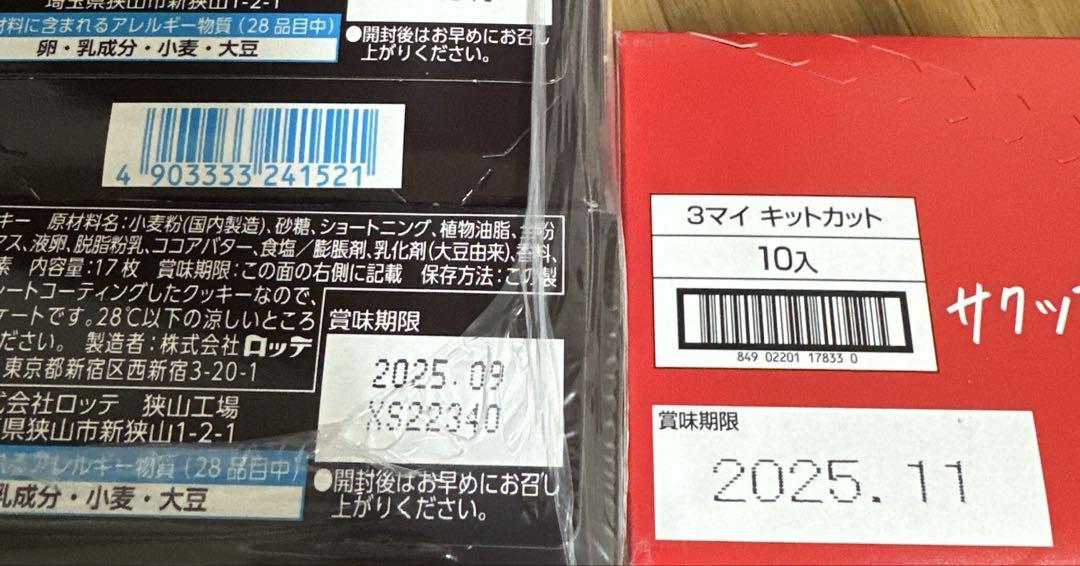 埼玉県狭山市新狭山1-2-1
材料に含まれるアレルギー物質（28品目中）
卵・乳成分・小麦・大豆
●開封後はお早めにお召し
上がりください。
4 903333 241521
キー 原材料名：小麦粉（国内製造）、砂糖、ショートニング、植物油脂、全粉
アス、液卵、脱脂粉乳、ココアバター、食塩／膨脹剤、乳化剤（大豆由来）、香料、
素 内容量：17枚 賞味期限：この面の右側に記載 保存方法：この製
ートコーティングしたクッキーなので、
ケートです。28℃以下の涼しいところ
ださい。 製造者：株式会社ロッテ
東京都新宿区西新宿3-20-1
式会社ロッテ 狭山工場
県狭山市新狭山1-2-1
れるアレルギー物質（28品目中）
乳成分・小麦・大豆
賞味期限
2025.09
XS22340
●開封後はお早めにお召し
上がりください。
3マイ キットカット
10入
849 02201 17833 0
サクッ
賞味期限
2025.11